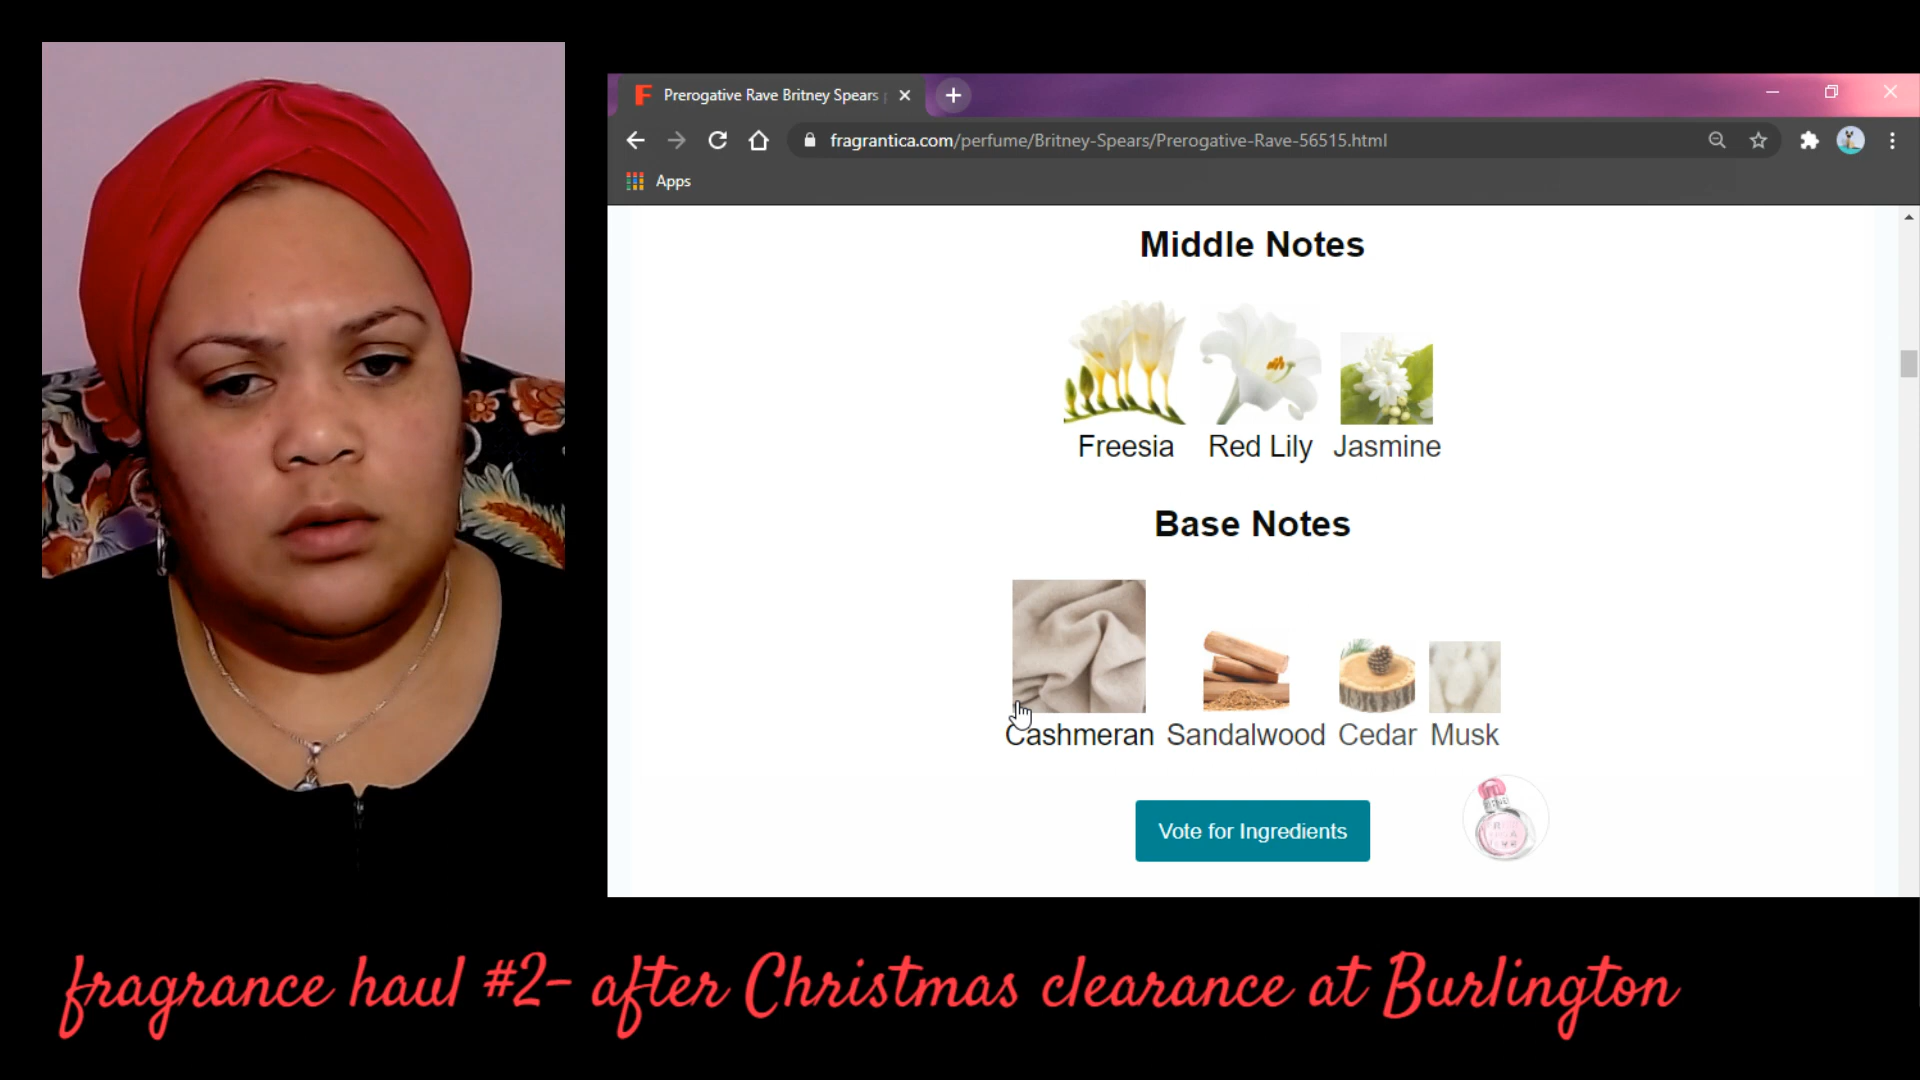 Prerogative Rave Britney Spears
fragrantica.com/perfume/Britney-Spears/Prerogative-Rave-56515.html
Apps
Middle Notes
Freesia Red Lily Jasmine
Base Notes
Cashmeran Sandalwood Cedar Musk
Vote for Ingredients
fragrance haul #2- after Christmas clearance at Burlington